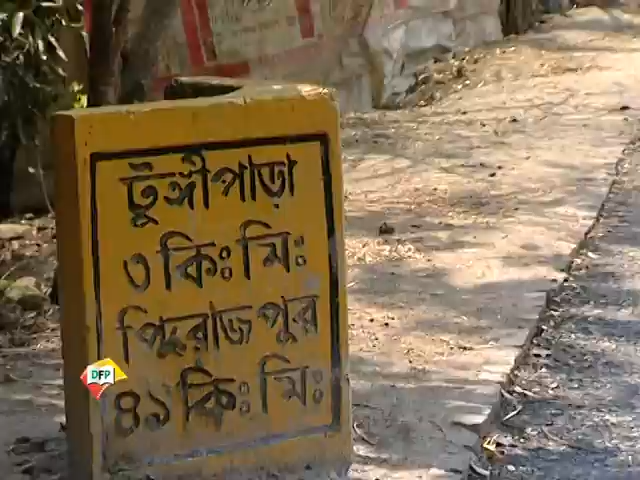 টুঙ্গীপাড়া
৩ কিঃ মিঃ
পিরোজপুর
৪১ কিঃ মিঃ
DFP